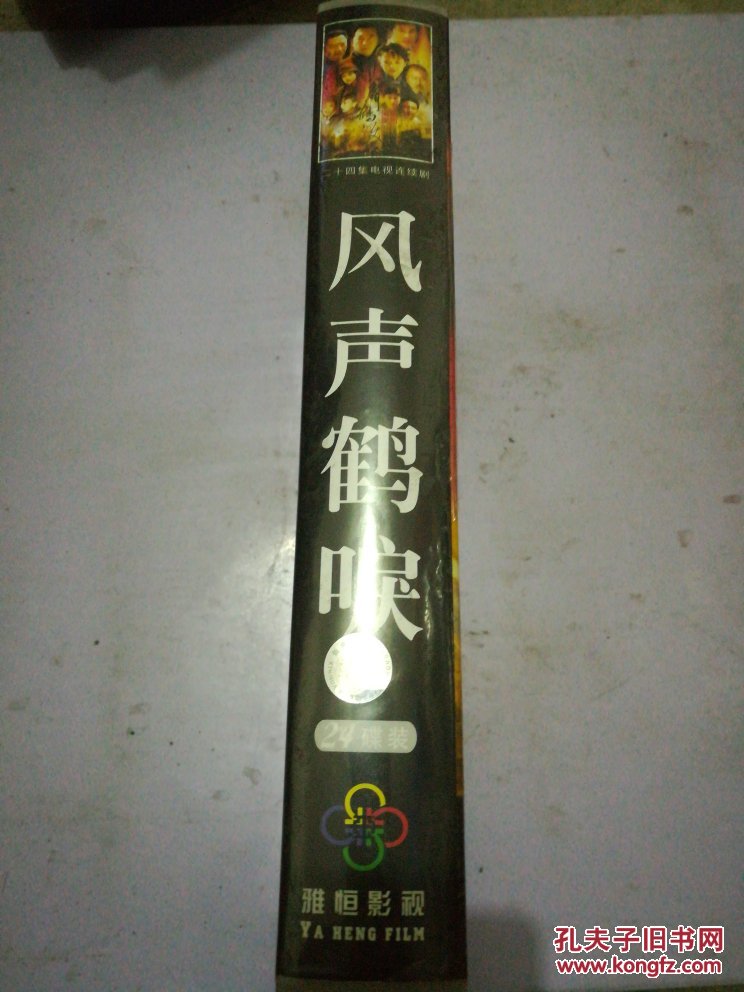 二十四集电视连续剧
风声鹤唳
24碟装
雅恒影视
YA HENG FILM
孔夫子旧书网
www.kongfz.com